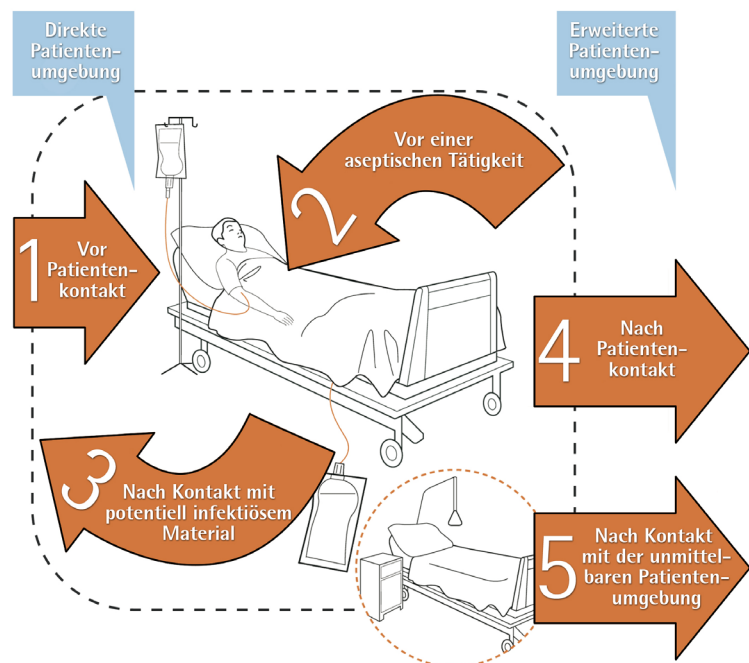 Direkte
Patienten-
umgebung
Erweiterte
Patienten-
umgebung
Vor einer
aseptischen Tätigkeit
2
1
Vor
Patienten-
kontakt
4
Nach
Patienten-
kontakt
3
Nach Kontakt mit
potentiell infektiösem
Material
5
Nach Kontakt
mit der unmittel-
baren Patienten-
umgebung